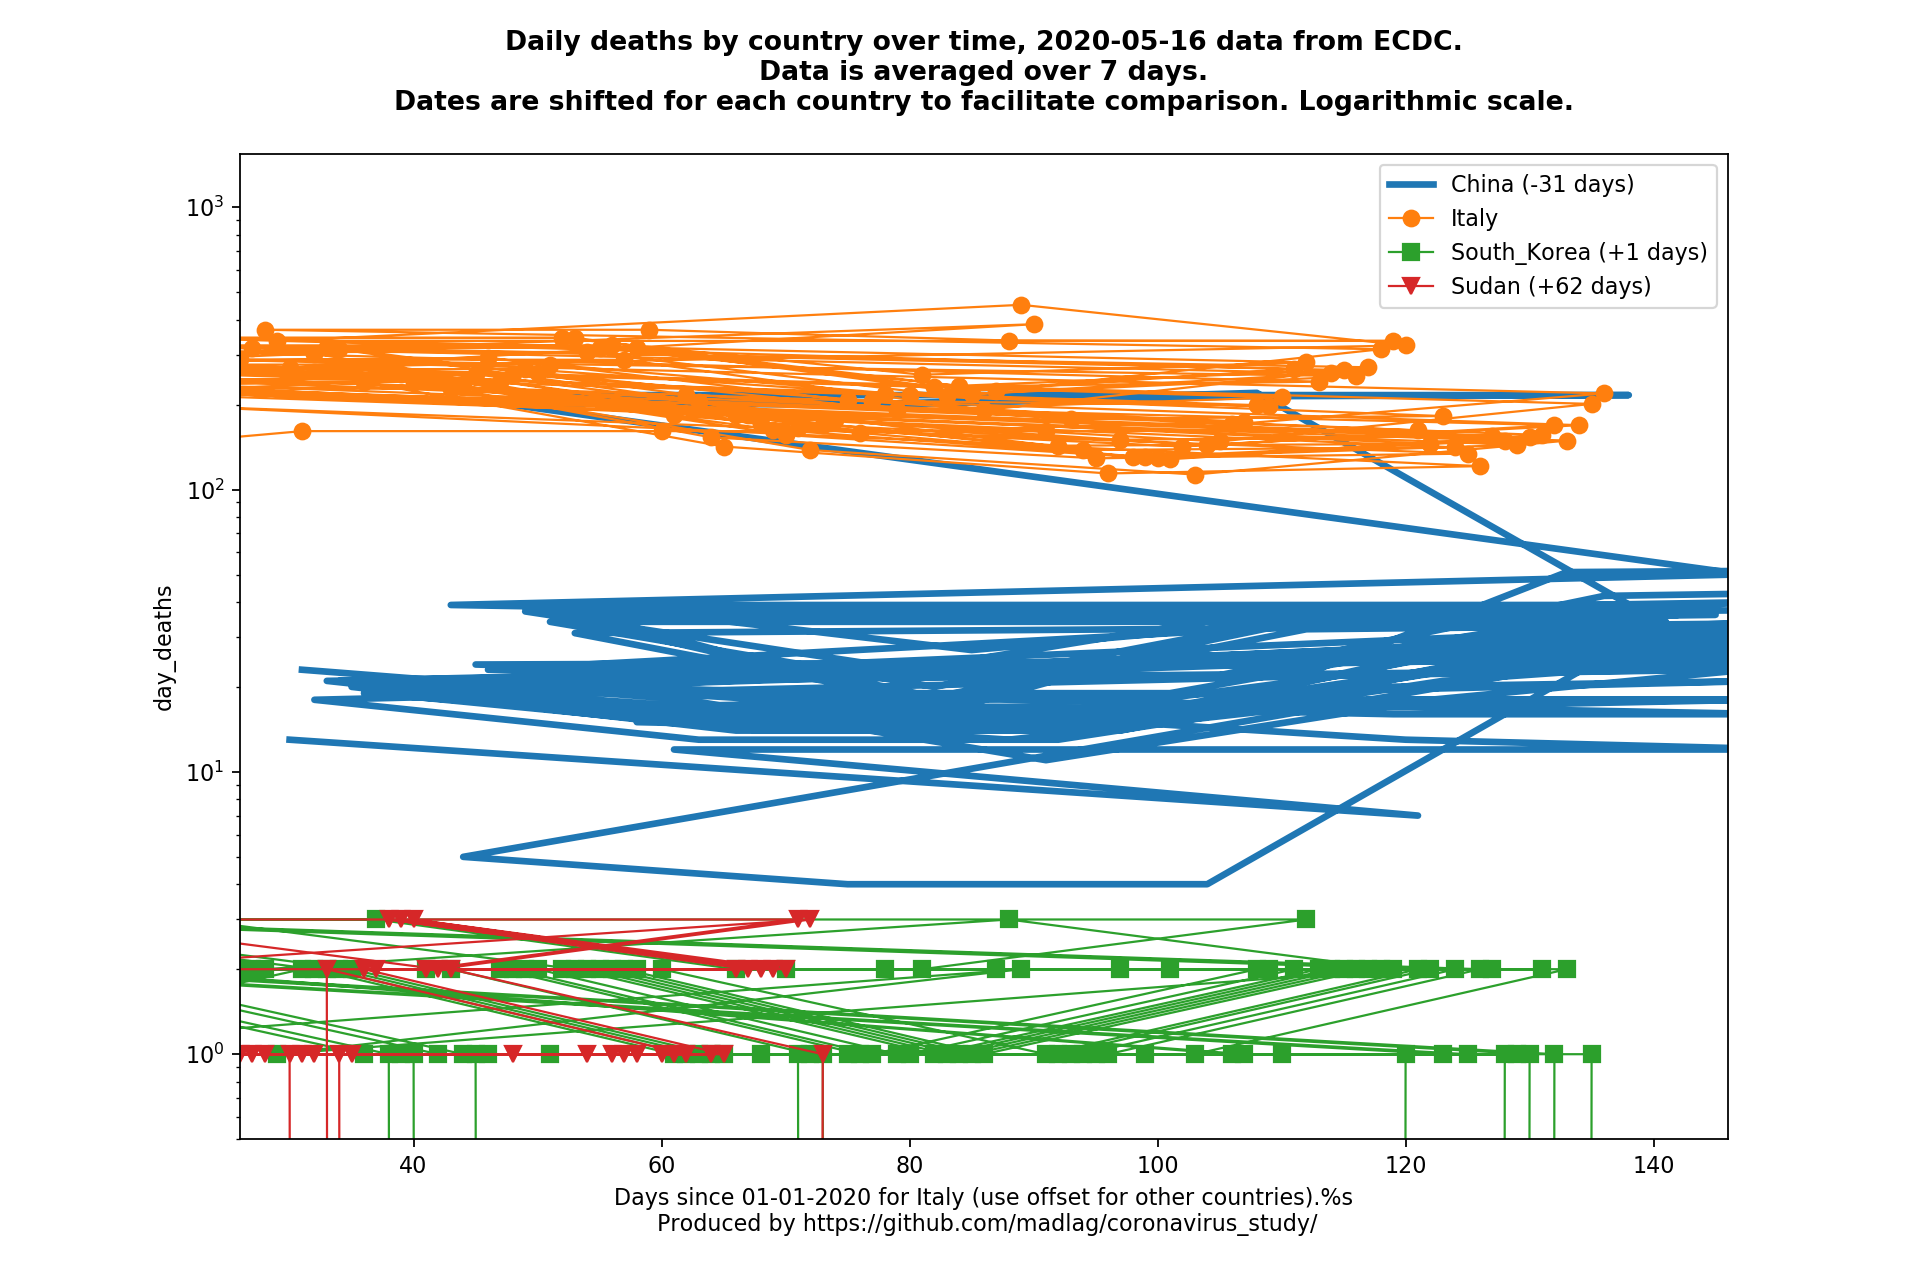 Daily deaths by country over time, 2020-05-16 data from ECDC.
Data is averaged over 7 days.
Dates are shifted for each country to facilitate comparison. Logarithmic scale.
China (-31 days)
Italy
South_Korea (+1 days)
Sudan (+62 days)
10³
10²
10¹
10⁰
day_deaths
40 60 80 100 120 140
Days since 01-01-2020 for Italy (use offset for other countries).%s
Produced by https://github.com/madlag/coronavirus_study/